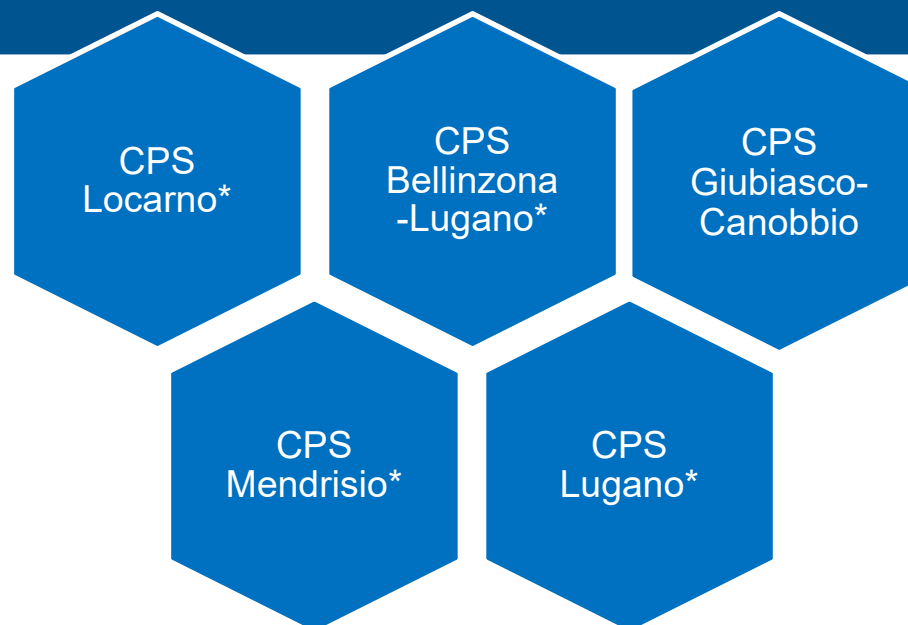 CPS
Locarno*
CPS
Bellinzona
-Lugano*
CPS
Giubiasco-
Canobbio
CPS
Mendrisio*
CPS
Lugano*